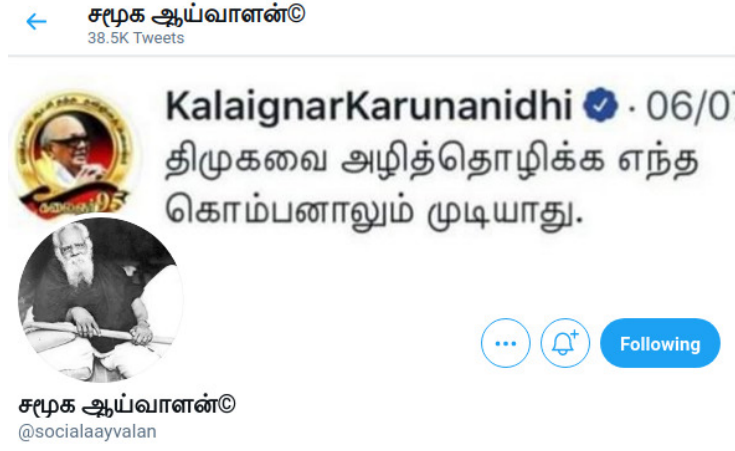 சமூக ஆய்வாளன்©
38.5K Tweets
KalaignarKarunanidhi · 06/0
திமுகவை அழித்தொழிக்க எந்த
கொம்பனாலும் முடியாது.
Following
சமூக ஆய்வாளன்©
@socialaayvalan